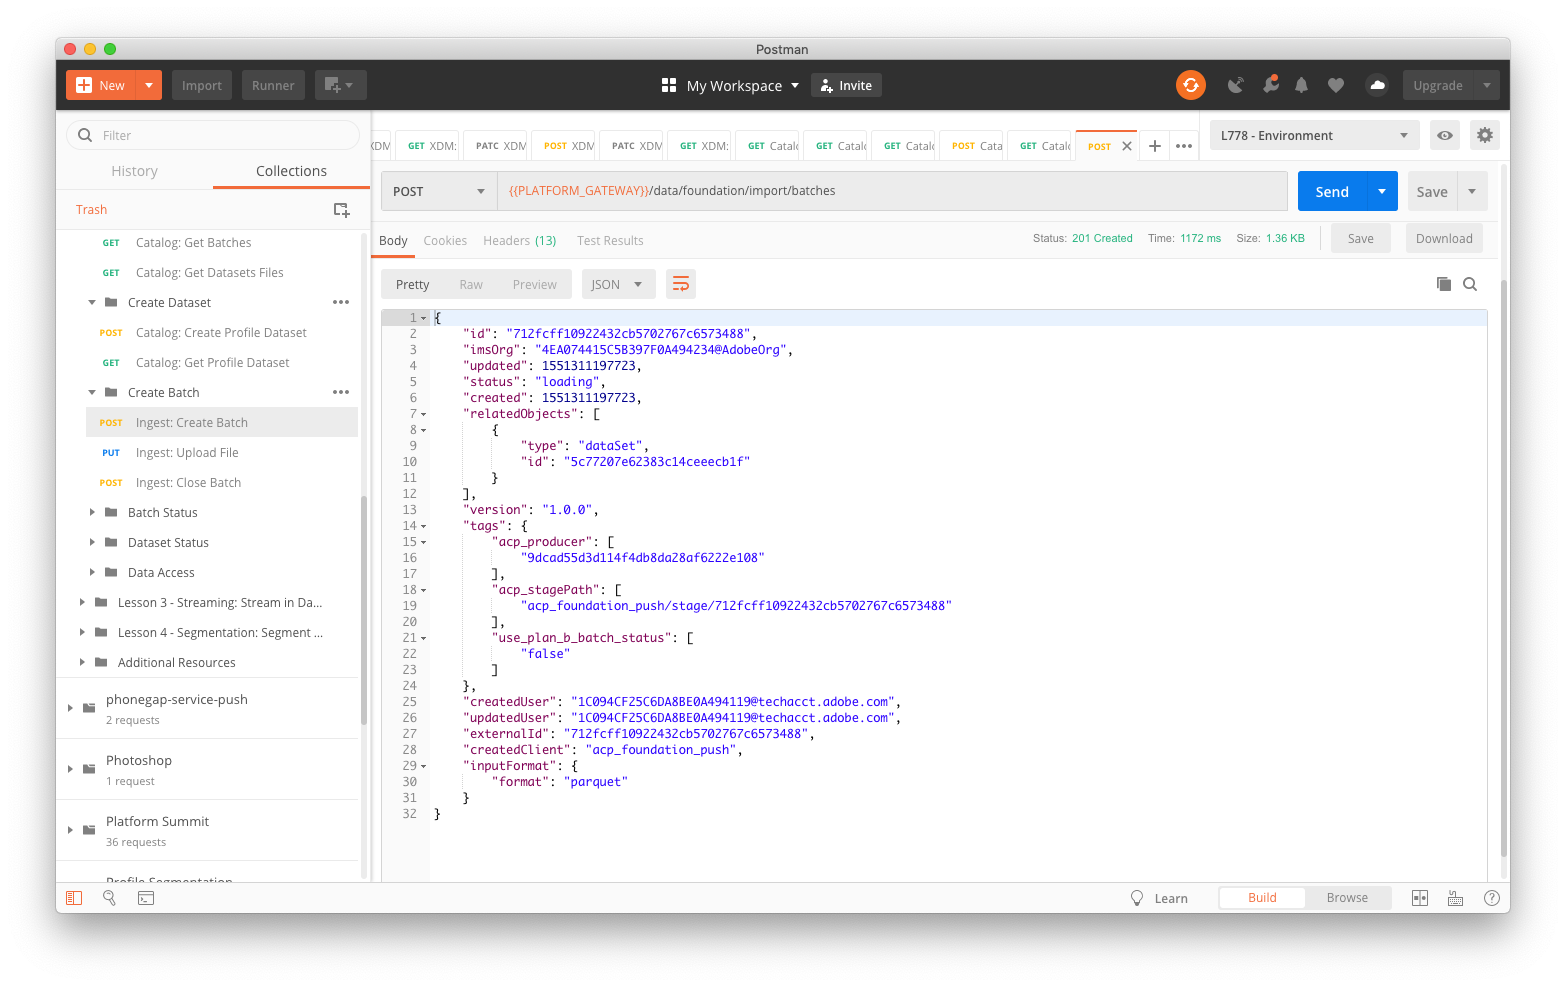 Postman
New
Import
Runner
My Workspace
Invite
Upgrade
Filter
History
Collections
Trash
GET Catalog: Get Batches
GET Catalog: Get Datasets Files
Create Dataset
POST Catalog: Create Profile Dataset
GET Catalog: Get Profile Dataset
Create Batch
POST Ingest: Create Batch
PUT Ingest: Upload File
POST Ingest: Close Batch
Batch Status
Dataset Status
Data Access
Lesson 3 - Streaming: Stream in Da...
Lesson 4 - Segmentation: Segment ...
Additional Resources
phonegap-service-push
2 requests
Photoshop
1 request
Platform Summit
36 requests
Profile Segmentation
XDM GET XDM: PATC XDM POST XDM PATC XDM GET XDM: GET Catalo GET Catalo GET Catalo POST Cata GET Catalo POST
L778 - Environment
POST
{{PLATFORM_GATEWAY}}/data/foundation/import/batches
Send
Save
Body
Cookies
Headers (13)
Test Results
Status: 201 Created Time: 1172 ms Size: 1.36 KB
Save
Download
Pretty
Raw
Preview
JSON
1 {
2 "id": "712fcff10922432cb5702767c6573488",
3 "imsOrg": "4EA074415C5B397F0A494234@AdobeOrg",
4 "updated": 1551311197723,
5 "status": "loading",
6 "created": 1551311197723,
7 "relatedObjects": [
8 {
9 "type": "dataSet",
10 "id": "5c77207e62383c14ceeecb1f"
11 }
12 ],
13 "version": "1.0.0",
14 "tags": {
15 "acp_producer": [
16 "9dcad55d3d114f4db8da28af6222e108"
17 ],
18 "acp_stagePath": [
19 "acp_foundation_push/stage/712fcff10922432cb5702767c6573488"
20 ],
21 "use_plan_b_batch_status": [
22 "false"
23 ]
24 },
25 "createdUser": "1C094CF25C6DA8BE0A494119@techacct.adobe.com",
26 "updatedUser": "1C094CF25C6DA8BE0A494119@techacct.adobe.com",
27 "externalId": "712fcff10922432cb5702767c6573488",
28 "createdClient": "acp_foundation_push",
29 "inputFormat": {
30 "format": "parquet"
31 }
32 }
Learn
Build
Browse